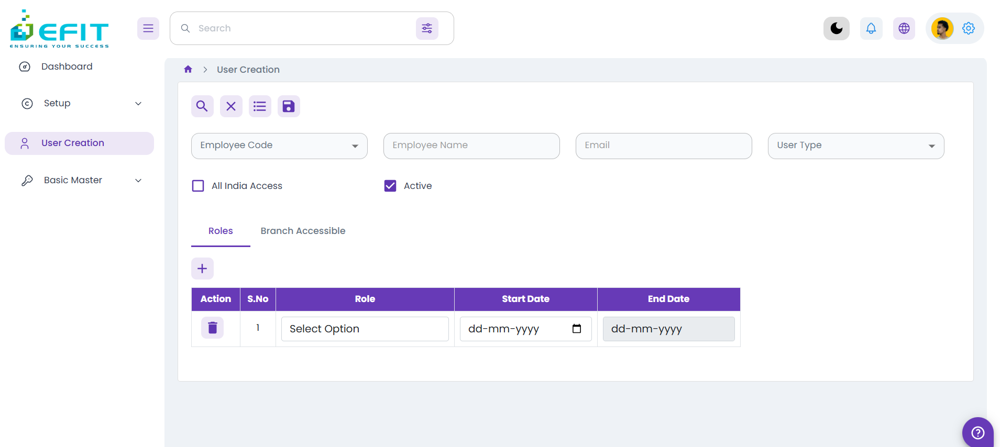 EFIT
ENSURING YOUR SUCCESS
Search
Dashboard
Setup
User Creation
Basic Master
User Creation
Employee Code
Employee Name
Email
User Type
All India Access
Active
Roles
Branch Accessible
Action S.No Role Start Date End Date
1 Select Option dd-mm-yyyy dd-mm-yyyy